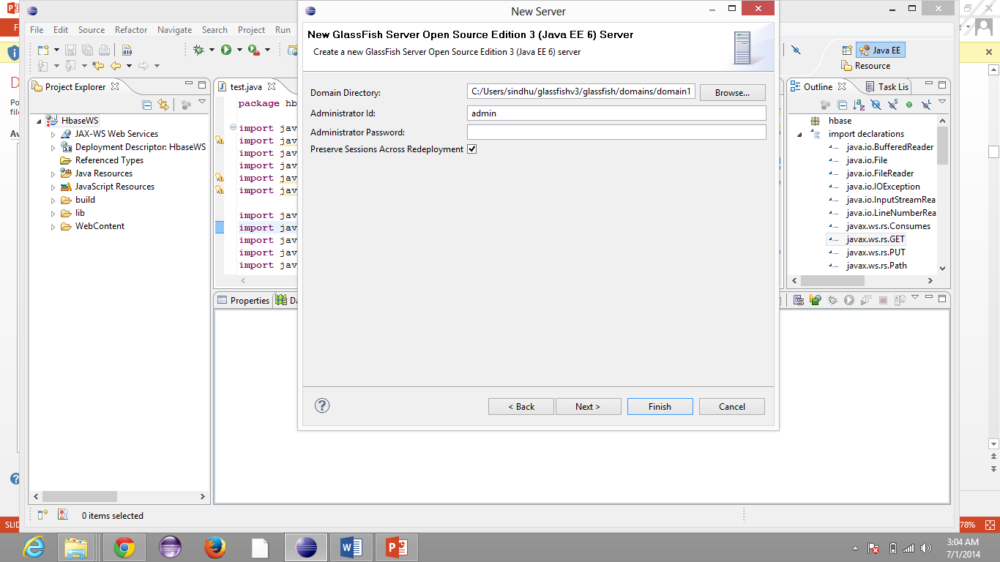 New Server
File Edit Source Refactor Navigate Search Project Run
New GlassFish Server Open Source Edition 3 (Java EE 6) Server
Create a new GlassFish Server Open Source Edition 3 (Java EE 6) server
Java EE
Resource
Project Explorer
HbaseWS
JAX-WS Web Services
Deployment Descriptor: HbaseWS
Referenced Types
Java Resources
JavaScript Resources
build
lib
WebContent
test.java
package hb
import jav
import jav
import jav
import jav
import jav
import jav
import jav
import jav
import jav
import jav
import jav
Domain Directory: C:/Users/sindhu/glassfishv3/glassfish/domains/domain1 Browse...
Administrator Id: admin
Administrator Password:
Preserve Sessions Across Redeployment
< Back Next > Finish Cancel
Outline Task Lis
hbase
import declarations
java.io.BufferedReader
java.io.File
java.io.FileReader
java.io.IOException
java.io.InputStreamRea
java.io.LineNumberRea
javax.ws.rs.Consumes
javax.ws.rs.GET
javax.ws.rs.PUT
javax.ws.rs.Path
Properties Da
0 items selected
SLID
78%
3:04 AM
7/1/2014